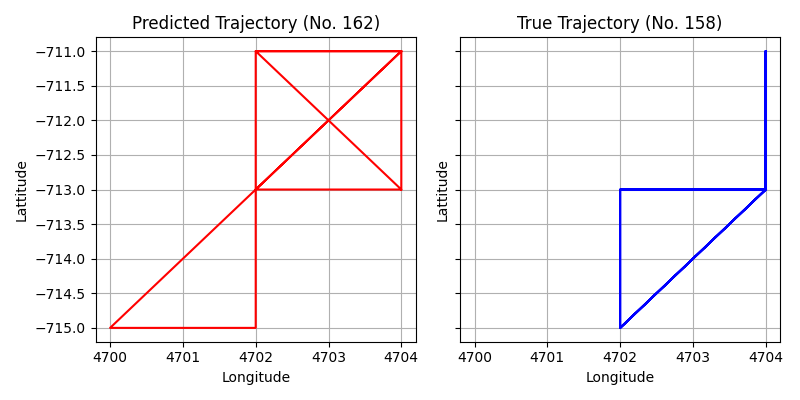 Predicted Trajectory (No. 162)
True Trajectory (No. 158)
−711.0
−711.5
−712.0
−712.5
−713.0
−713.5
−714.0
−714.5
−715.0
Lattitude
Lattitude
4700 4701 4702 4703 4704
4700 4701 4702 4703 4704
Longitude
Longitude